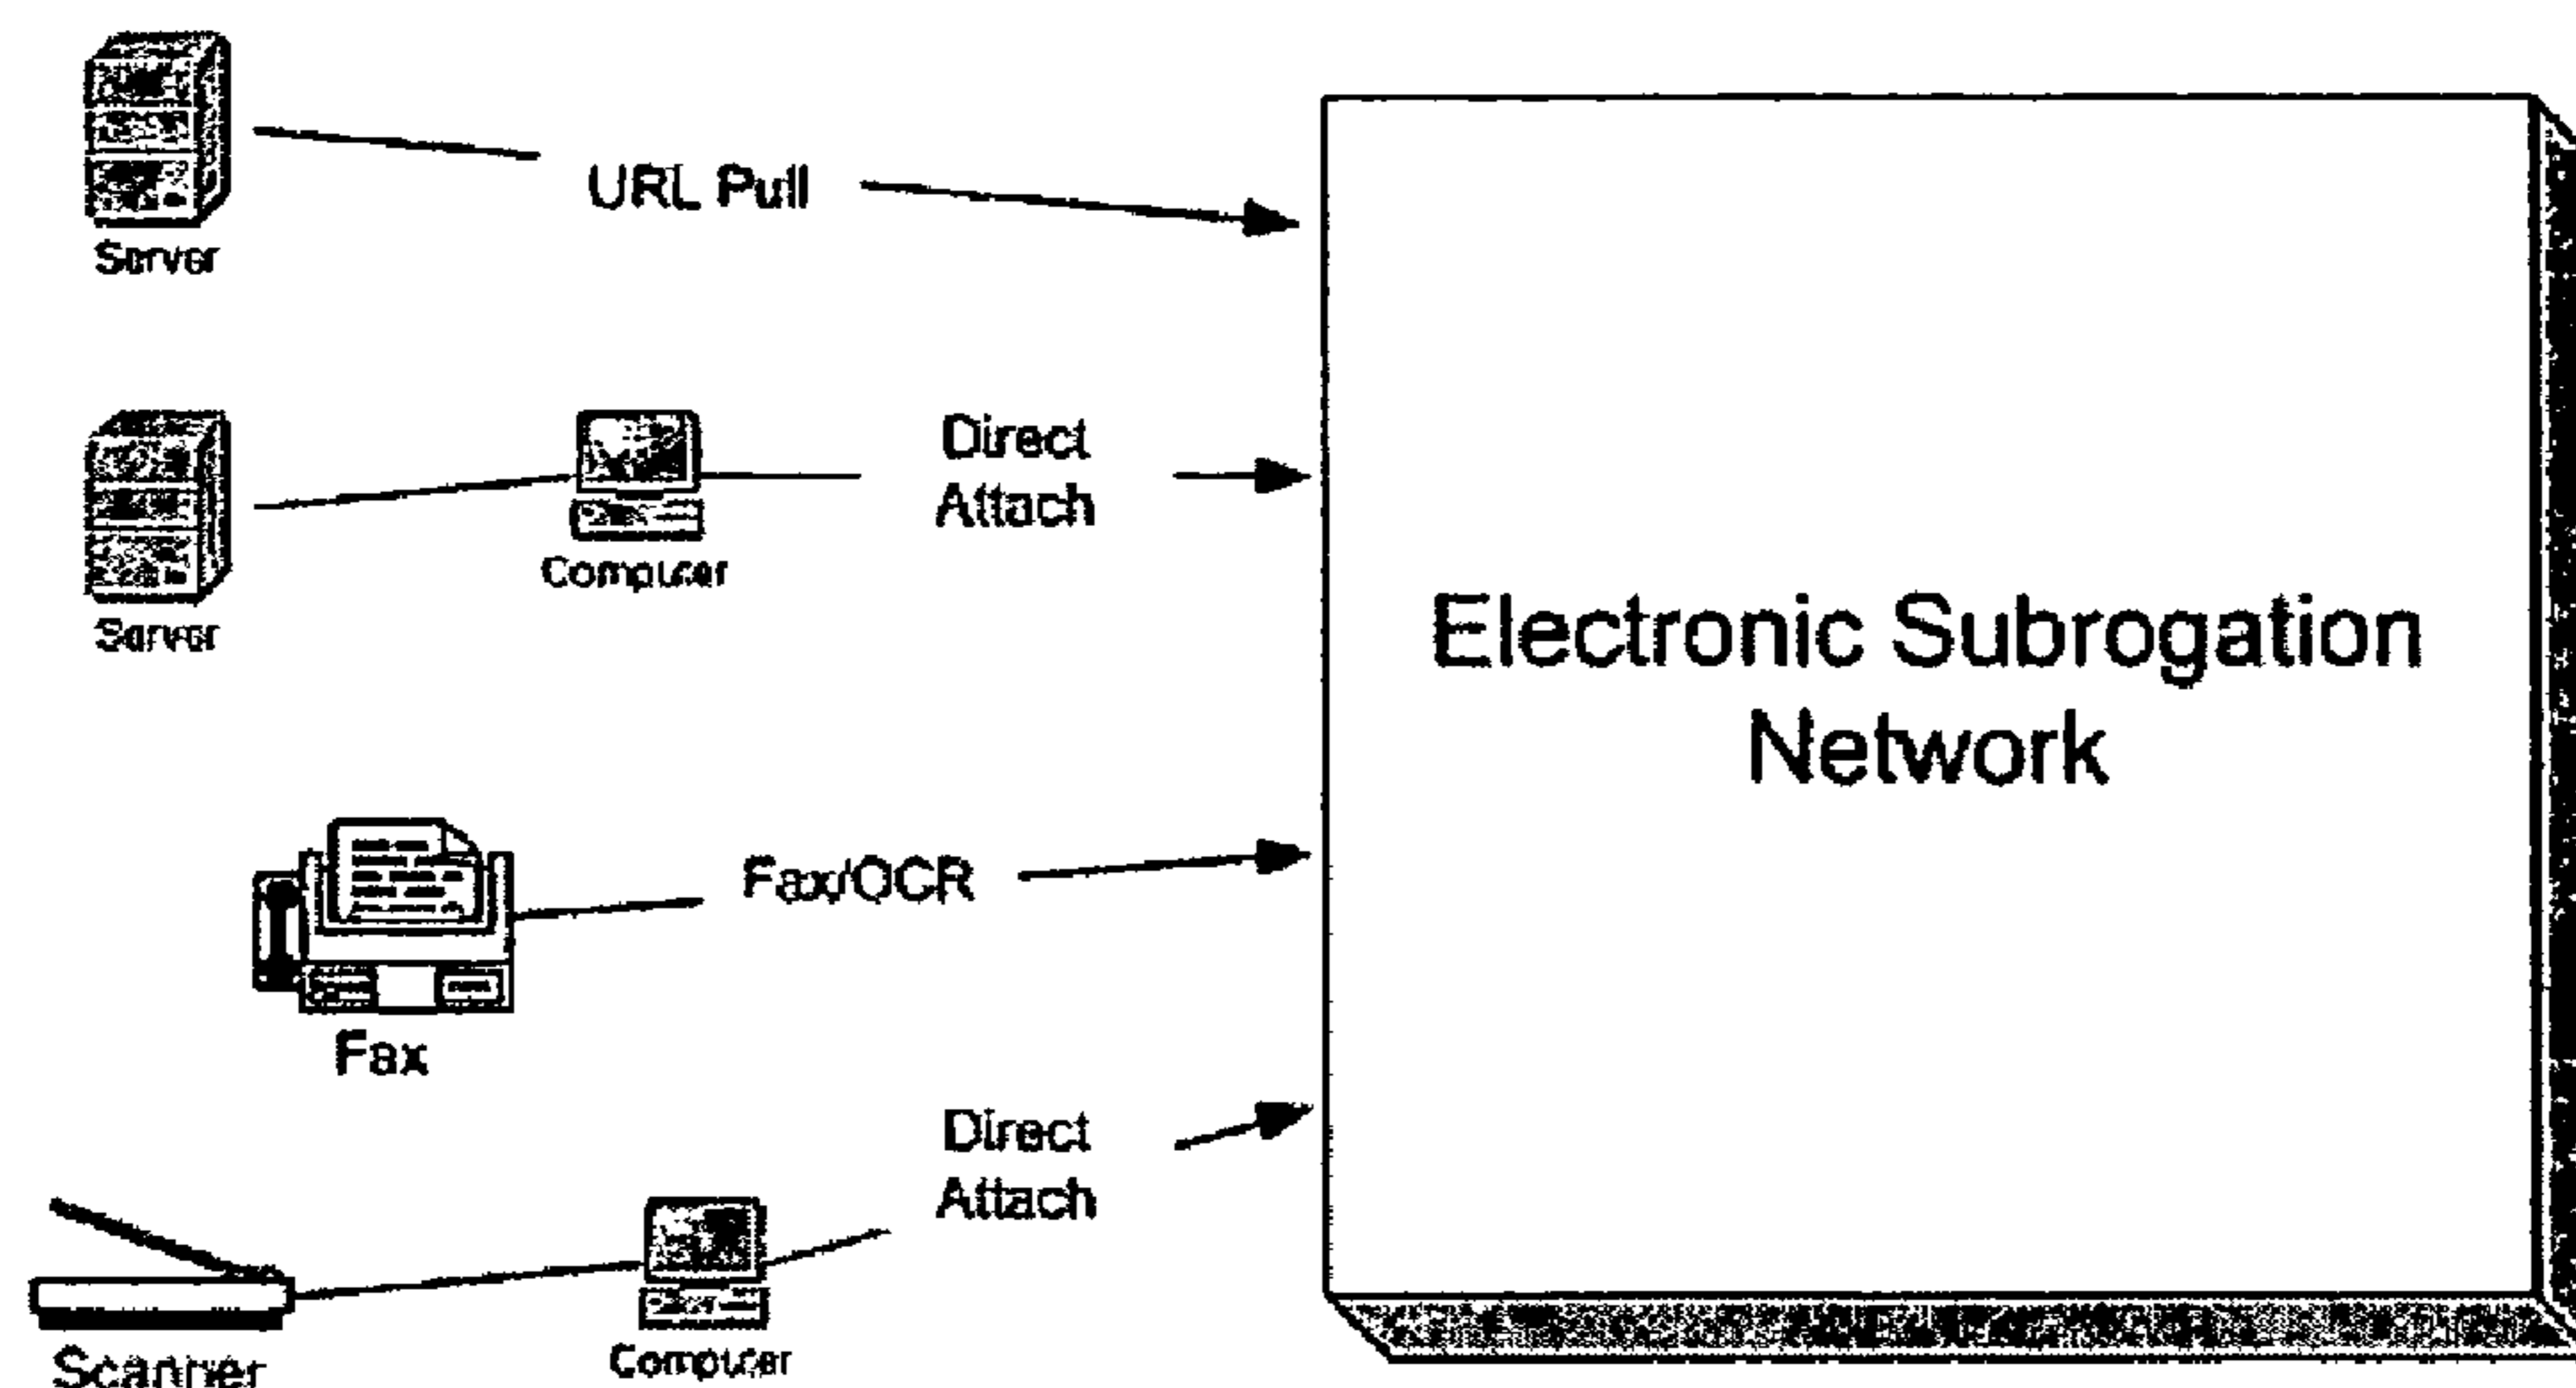 Server
URL Pull
Server
Computer
Direct
Attach
Electronic Subrogation
Network
Fax/OCR
Fax
Direct
Attach
Scanner
Computer